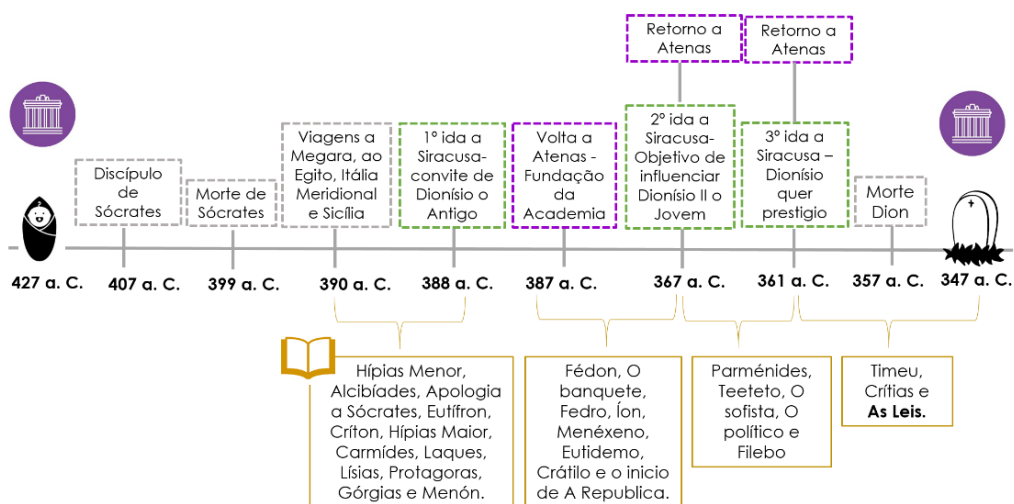 Retorno a
Atenas
Retorno a
Atenas
Discípulo
de
Sócrates
Morte de
Sócrates
Viagens a
Megara, ao
Egito, Itália
Meridional
e Sicília
1º ida a
Siracusa-
convite de
Dionísio o
Antigo
Volta a
Atenas -
Fundação
da
Academia
2º ida a
Siracusa-
Objetivo de
influenciar
Dionísio II o
Jovem
3º ida a
Siracusa –
Dionísio
quer
prestigio
Morte
Dion
427 a. C.
407 a. C.
399 a. C.
390 a. C.
388 a. C.
387 a. C.
367 a. C.
361 a. C.
357 a. C.
347 a. C.
Hípias Menor,
Alcibíades, Apologia
a Sócrates, Eutífron,
Críton, Hípias Maior,
Carmídes, Laques,
Lísias, Protagoras,
Górgias e Menón.
Fédon, O
banquete,
Fedro, Íon,
Menéxeno,
Eutidemo,
Crátilo e o inicio
de A Republica.
Parménides,
Teeteto, O
sofista, O
político e
Filebo
Timeu,
Crítias e
As Leis.